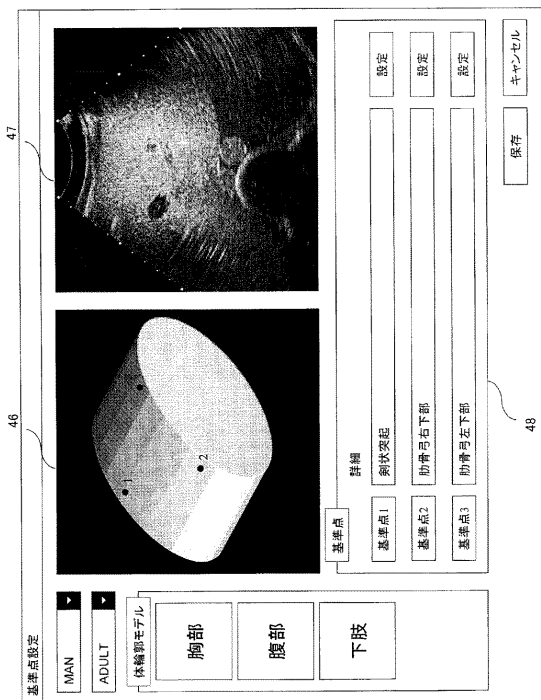 46
47
基準点設定
MAN
ADULT
体輪郭モデル
胸部
腹部
下肢
1
2
基準点
詳細
基準点1
剣状突起
設定
基準点2
肋骨弓右下部
設定
基準点3
肋骨弓左下部
設定
保存
キャンセル
48